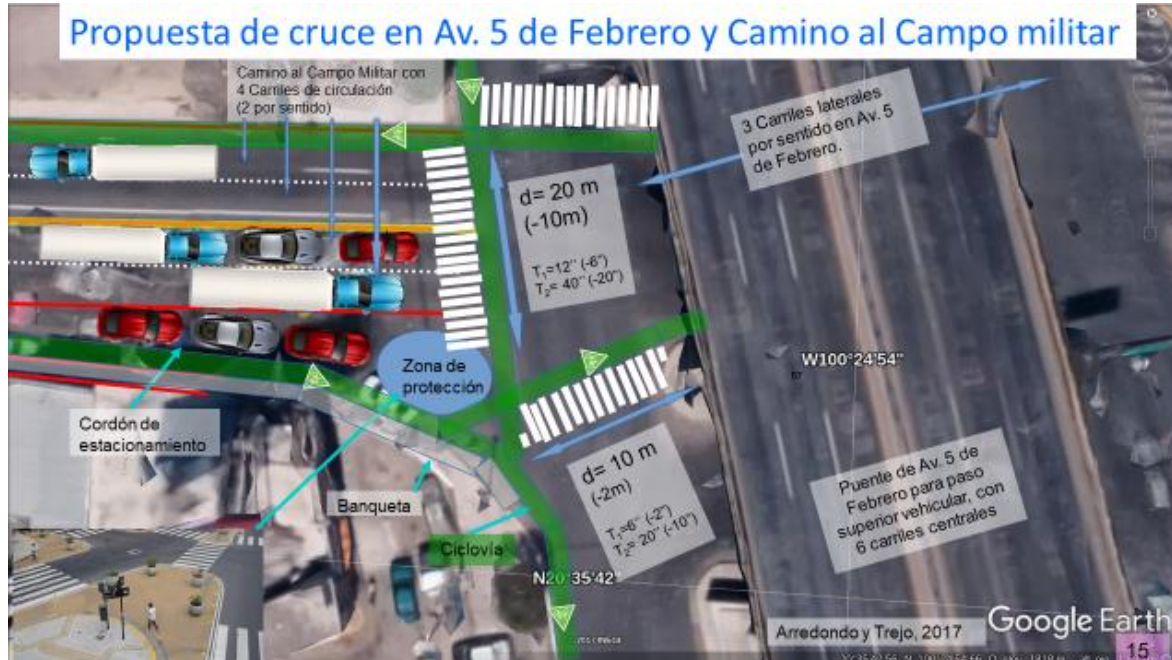 Propuesta de cruce en Av. 5 de Febrero y Camino al Campo militar
Camino al Campo Militar con
4 Carriles de circulación
(2 por sentido)
3 Carriles laterales
por sentido en Av. 5
de Febrero.
d= 20 m
(-10m)
T₁=12'' (-6'')
T₂= 40'' (-20'')
Zona de
protección
W100°24'54"
Cordón de
estacionamiento
d= 10 m
(-2m)
T₁=6'' (-2'')
T₂= 20'' (-10'')
Puente de Av. 5 de
Febrero para paso
superior vehicular, con
6 carriles centrales
Banqueta
Ciclovía
N20°35'42"
Arredondo y Trejo, 2017
Google Earth
15